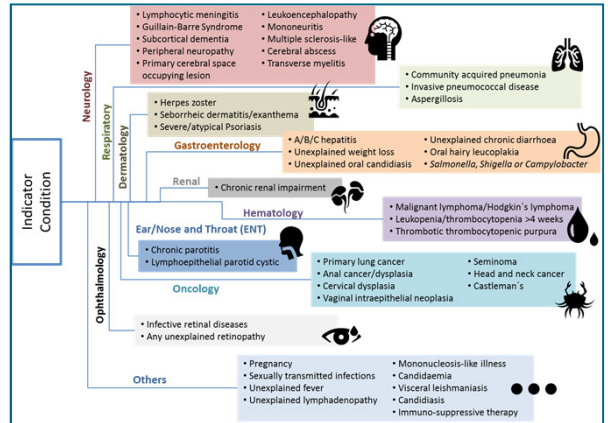 Indicator
Condition
Neurology
• Lymphocytic meningitis
• Guillain-Barre Syndrome
• Subcortical dementia
• Peripheral neuropathy
• Primary cerebral space
occupying lesion
• Leukoencephalopathy
• Mononeuritis
• Multiple sclerosis-like
• Cerebral abscess
• Transverse myelitis
Respiratory
• Community acquired pneumonia
• Invasive pneumococcal disease
• Aspergillosis
Dermatology
• Herpes zoster
• Seborrheic dermatitis/exanthema
• Severe/atypical Psoriasis
Gastroenterology
• A/B/C hepatitis
• Unexplained weight loss
• Unexplained oral candidiasis
• Unexplained chronic diarrhoea
• Oral hairy leucoplakia
• Salmonella, Shigella or Campylobacter
Renal
• Chronic renal impairment
Hematology
• Malignant lymphoma/Hodgkin´s lymphoma
• Leukopenia/thrombocytopenia >4 weeks
• Thrombotic thrombocytopenic purpura
Ear/Nose and Throat (ENT)
• Chronic parotitis
• Lymphoepithelial parotid cystic
Oncology
• Primary lung cancer
• Anal cancer/dysplasia
• Cervical dysplasia
• Vaginal intraepithelial neoplasia
• Seminoma
• Head and neck cancer
• Castleman´s
Ophthalmology
• Infective retinal diseases
• Any unexplained retinopathy
Others
• Pregnancy
• Sexually transmitted infections
• Unexplained fever
• Unexplained lymphadenopathy
• Mononucleosis-like illness
• Candidaemia
• Visceral leishmaniasis
• Candidiasis
• Immuno-suppressive therapy